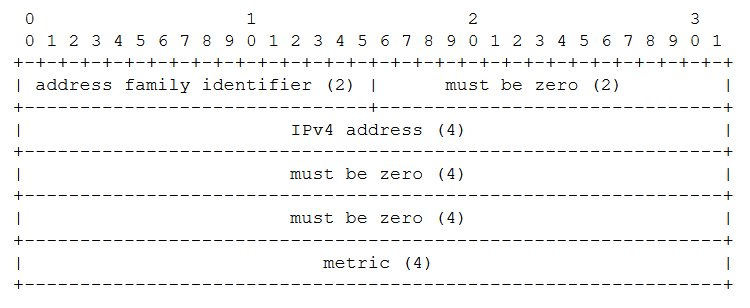 0                   1                   2                   3
0 1 2 3 4 5 6 7 8 9 0 1 2 3 4 5 6 7 8 9 0 1 2 3 4 5 6 7 8 9 0 1
+-+-+-+-+-+-+-+-+-+-+-+-+-+-+-+-+-+-+-+-+-+-+-+-+-+-+-+-+-+-+-+-+
| address family identifier (2) |      must be zero (2)         |
+-------------------------------+-------------------------------+
|                        IPv4 address (4)                       |
+---------------------------------------------------------------+
|                        must be zero (4)                       |
+---------------------------------------------------------------+
|                        must be zero (4)                       |
+---------------------------------------------------------------+
|                           metric (4)                          |
+---------------------------------------------------------------+